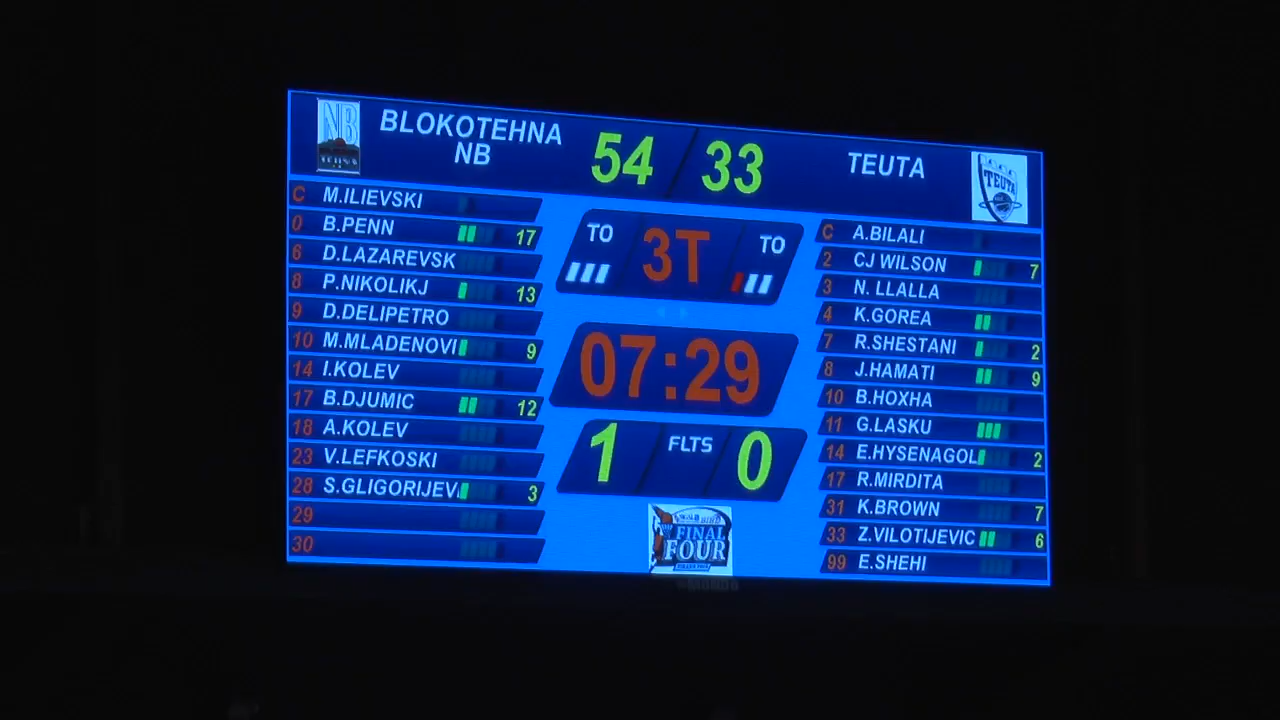 NB
BLOKOTEHNA
NB
54 33
TEUTA
TEUTA
C M.ILIEVSKI
0 B.PENN 17
6 D.LAZAREVSK
8 P.NIKOLIKJ 13
9 D.DELIPETRO
10 M.MLADENOVI 9
14 I.KOLEV
17 B.DJUMIC 12
18 A.KOLEV
23 V.LEFKOSKI
28 S.GLIGORIJEV 3
29
30
TO 3T TO
07:29
1 FLTS 0
FINAL
FOUR
C A.BILALI
2 CJ WILSON 7
3 N. LLALLA
4 K.GOREA
7 R.SHESTANI 2
8 J.HAMATI 9
10 B.HOXHA
11 G.LASKU
14 E.HYSENAGOL 2
17 R.MIRDITA
31 K.BROWN 7
33 Z.VILOTIJEVIC 6
99 E.SHEHI